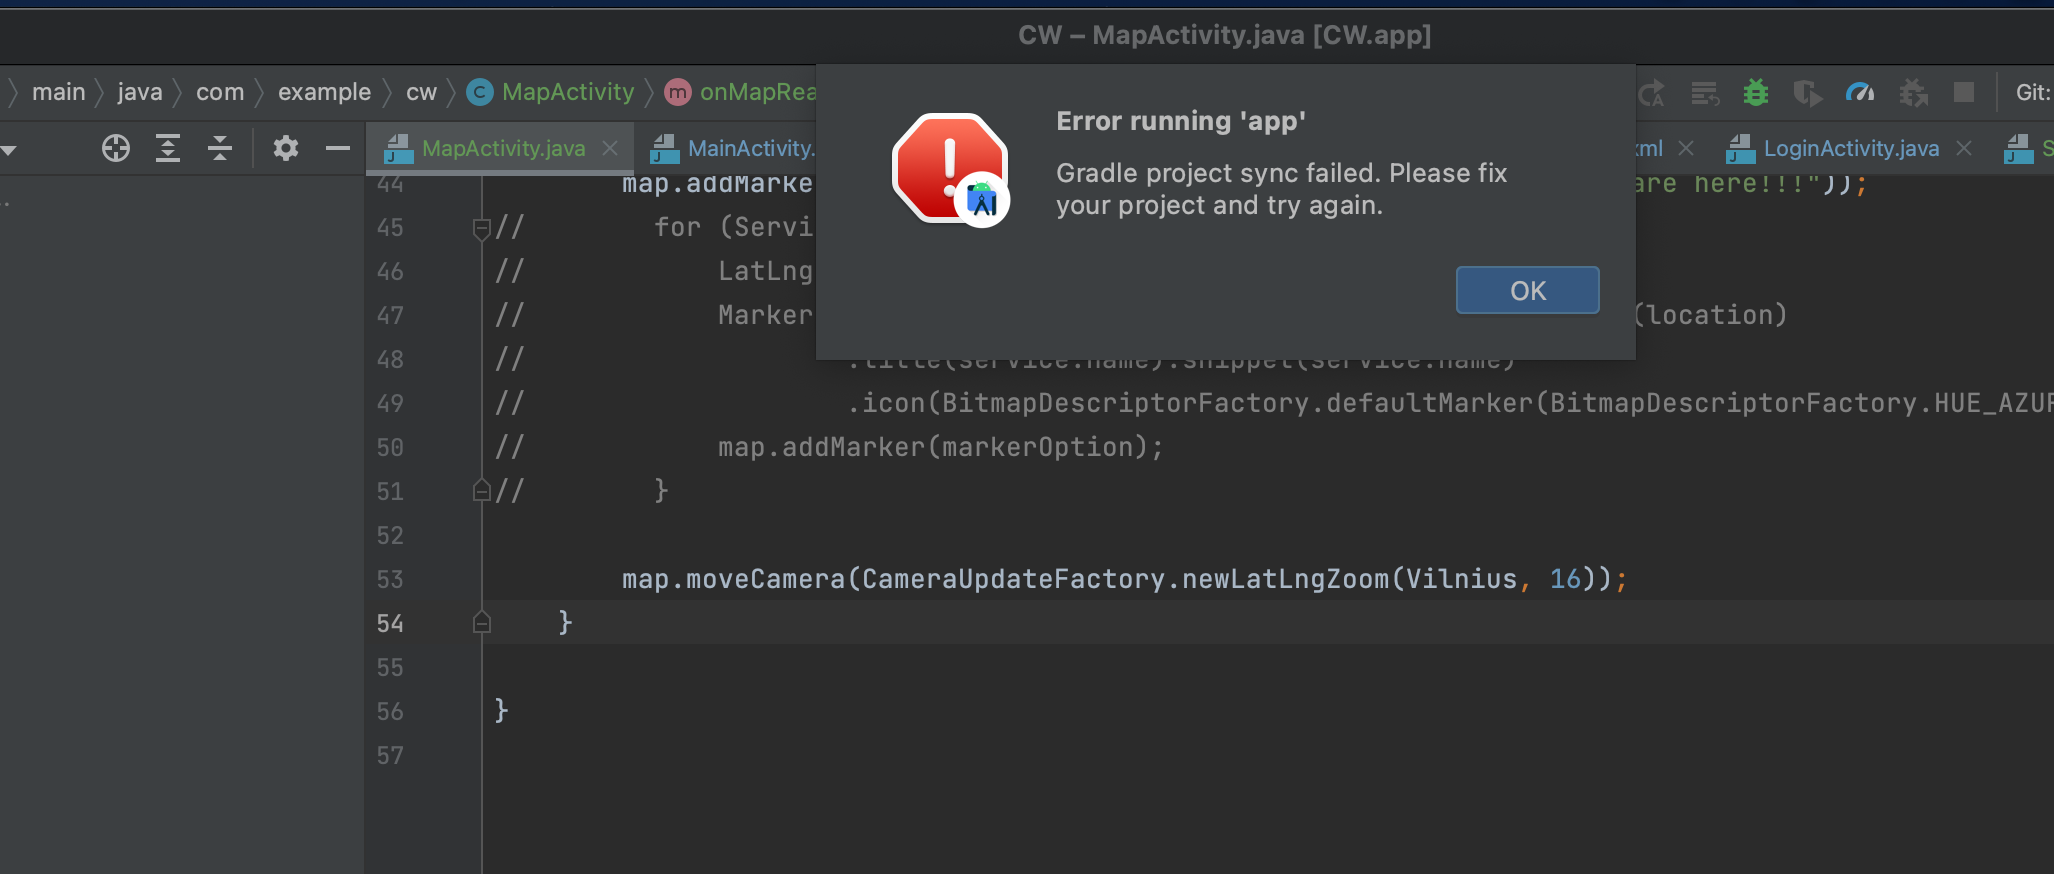 CW – MapActivity.java [CW.app]
main java com example cw C MapActivity m onMapRea Git:
MapActivity.java MainActivity. xml LoginActivity.java S
Error running 'app'
Gradle project sync failed. Please fix
your project and try again.
OK
44 map.addMarke are here!!!"));
45 // for (Servi
46 // LatLng
47 // Marker (location)
48 // .title(service.name).snippet(service.name)
49 // .icon(BitmapDescriptorFactory.defaultMarker(BitmapDescriptorFactory.HUE_AZUR
50 // map.addMarker(markerOption);
51 // }
52
53 map.moveCamera(CameraUpdateFactory.newLatLngZoom(Vilnius, 16));
54 }
55
56 }
57